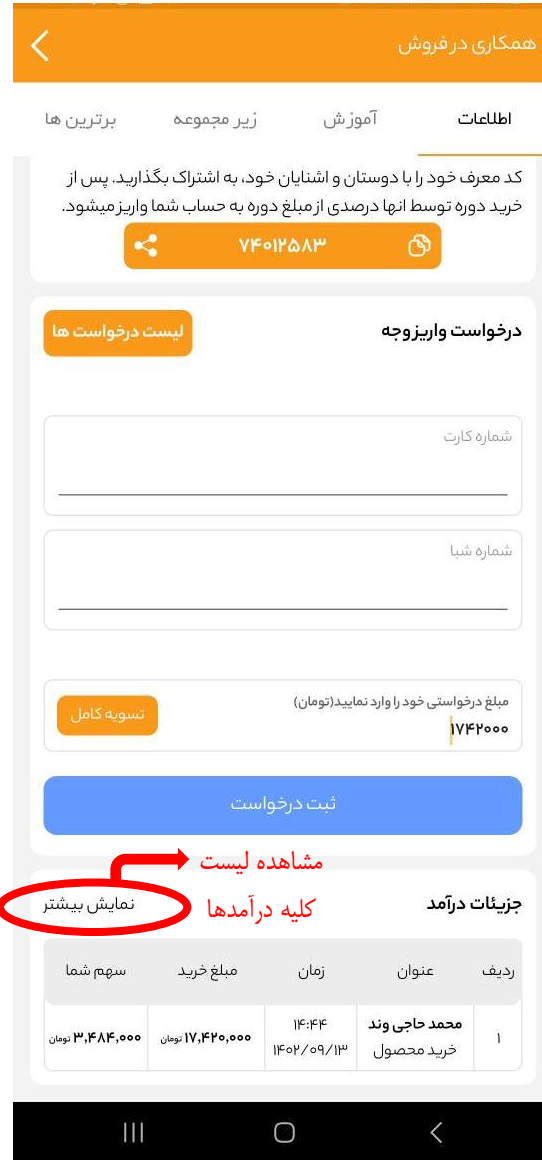 همکاری در فروش
اطلاعات آموزش زیر مجموعه برترین ها
کد معرف خود را با دوستان و اشنایان خود، به اشتراک بگذارید. پس از
خرید دوره توسط انها درصدی از مبلغ دوره به حساب شما واریز میشود.
۷۴۰۱۲۵۸۳
درخواست واریز وجه لیست درخواست ها
شماره کارت
شماره شبا
مبلغ درخواستی خود را وارد نمایید(تومان)
۱۷۴۲۰۰۰
تسویه کامل
ثبت درخواست
مشاهده لیست
کلیه درآمدها
جزیئات درآمد نمایش بیشتر
ردیف عنوان زمان مبلغ خرید سهم شما
۱ محمد حاجی وند ۱۴:۴۴ ۱۷,۴۲۰,۰۰۰ تومان ۳,۴۸۴,۰۰۰ تومان
خرید محصول ۱۴۰۲/۰۹/۱۳